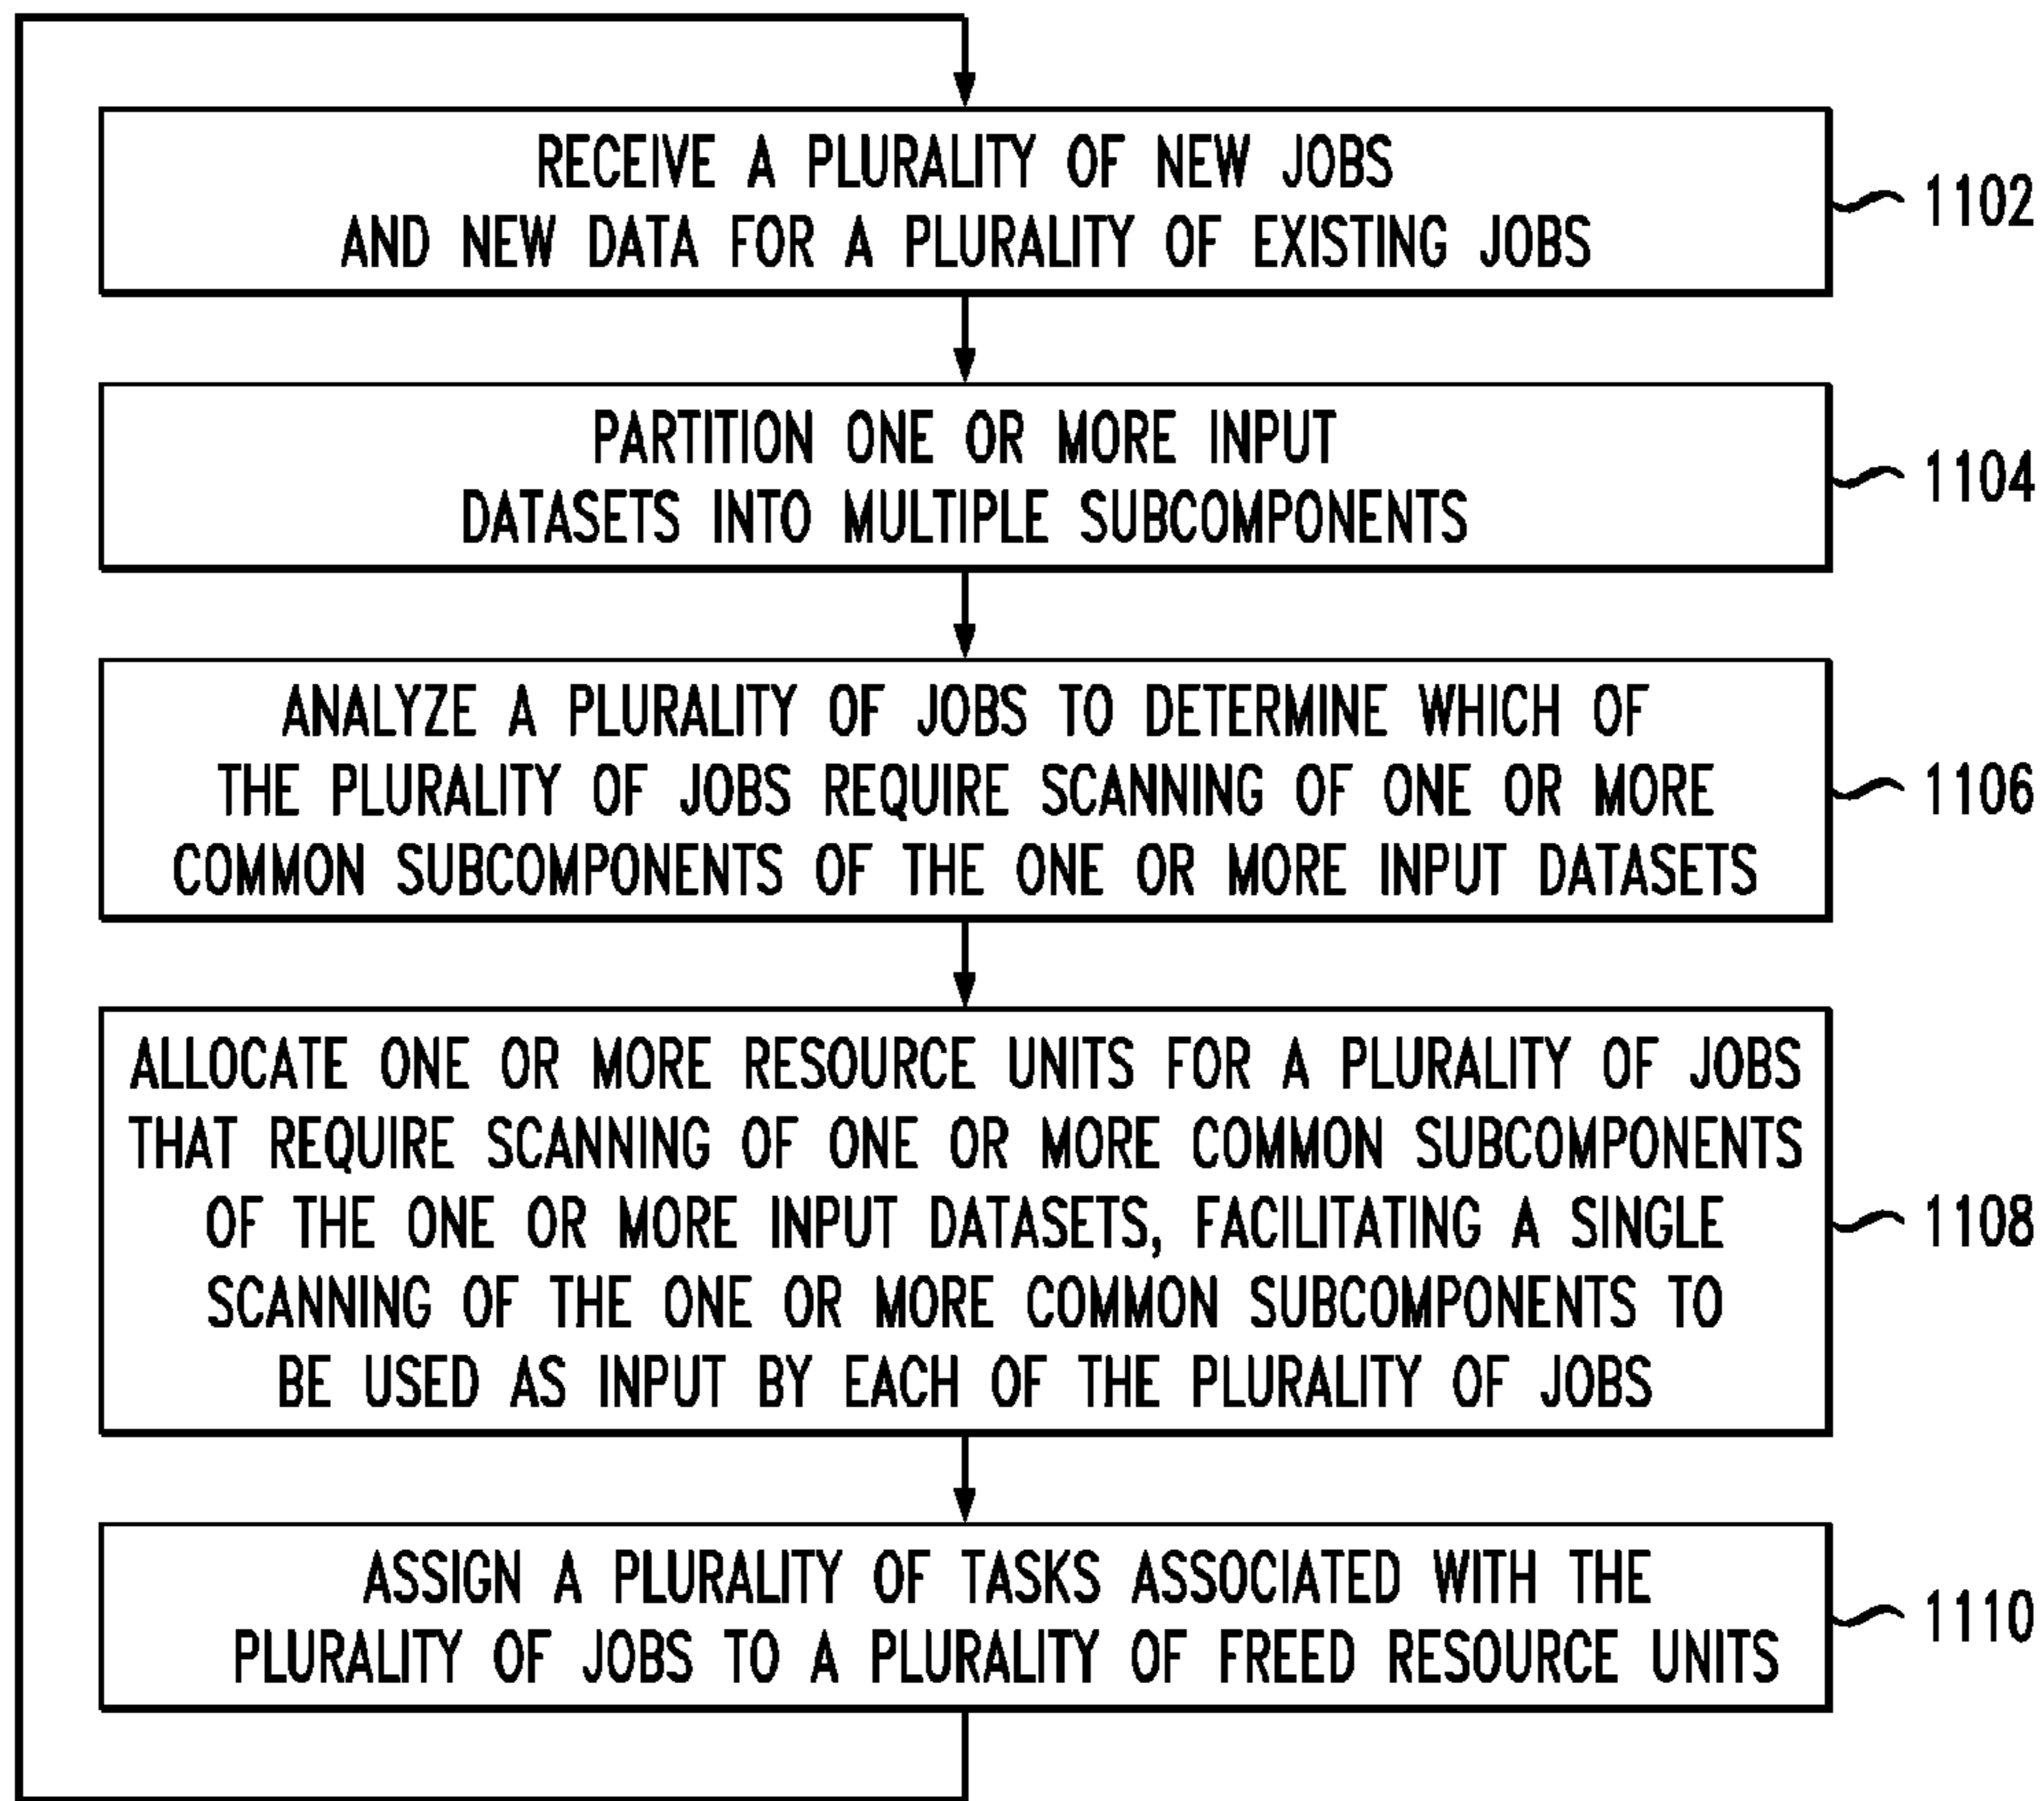 RECEIVE A PLURALITY OF NEW JOBS
AND NEW DATA FOR A PLURALITY OF EXISTING JOBS
1102
PARTITION ONE OR MORE INPUT
DATASETS INTO MULTIPLE SUBCOMPONENTS
1104
ANALYZE A PLURALITY OF JOBS TO DETERMINE WHICH OF
THE PLURALITY OF JOBS REQUIRE SCANNING OF ONE OR MORE
COMMON SUBCOMPONENTS OF THE ONE OR MORE INPUT DATASETS
1106
ALLOCATE ONE OR MORE RESOURCE UNITS FOR A PLURALITY OF JOBS
THAT REQUIRE SCANNING OF ONE OR MORE COMMON SUBCOMPONENTS
OF THE ONE OR MORE INPUT DATASETS, FACILITATING A SINGLE
SCANNING OF THE ONE OR MORE COMMON SUBCOMPONENTS TO
BE USED AS INPUT BY EACH OF THE PLURALITY OF JOBS
1108
ASSIGN A PLURALITY OF TASKS ASSOCIATED WITH THE
PLURALITY OF JOBS TO A PLURALITY OF FREED RESOURCE UNITS
1110